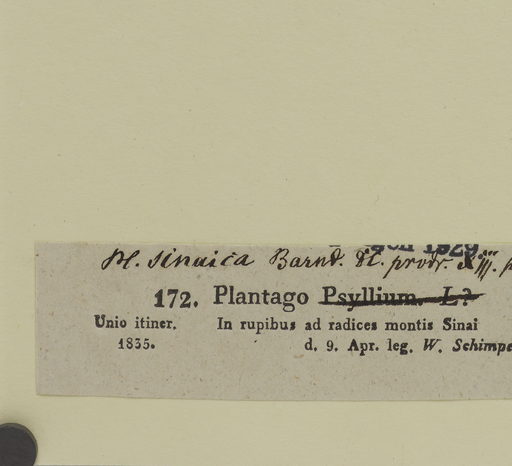 Pl. sinaica Barnd. Dl. prodr. XIII.
172. Plantago Psyllium. L?
Unio itiner. In rupibus ad radices montis Sinai
1835. d. 9. Apr. leg. W. Schimpe